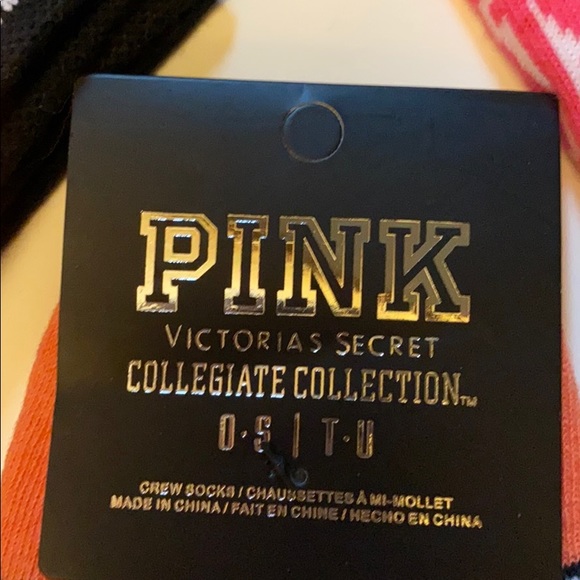 PINK
VICTORIAS SECRET
COLLEGIATE COLLECTION™
O·S | T·U
CREW SOCKS / CHAUSSETTES À MI-MOLLET
MADE IN CHINA / FAIT EN CHINE / HECHO EN CHINA